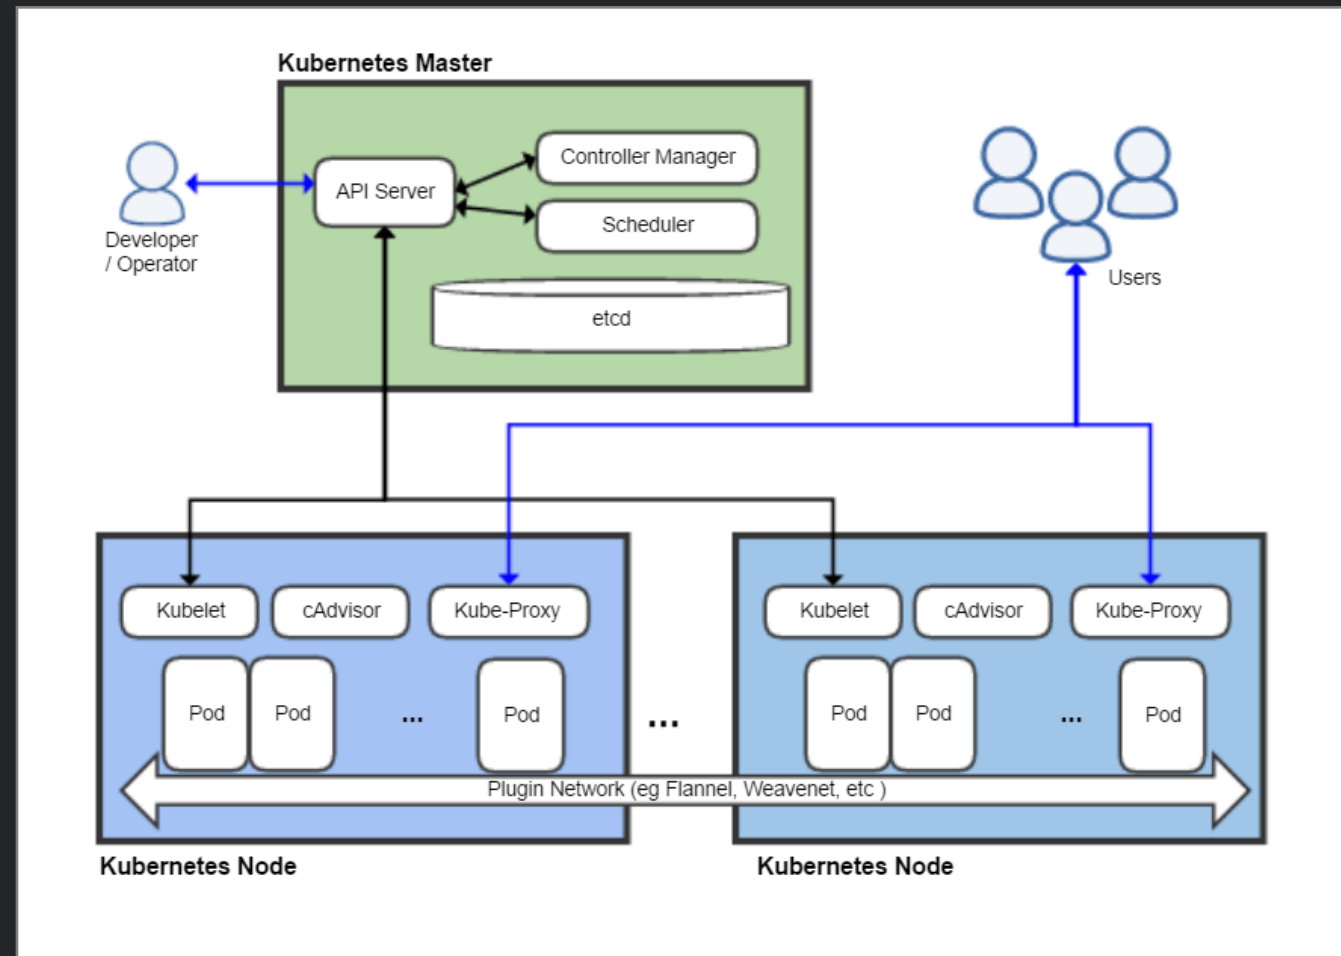 Kubernetes Master
Controller Manager
API Server
Scheduler
etcd
Developer
/ Operator
Users
Kubelet
cAdvisor
Kube-Proxy
Pod
Pod
...
Pod
...
Kubelet
cAdvisor
Kube-Proxy
Pod
Pod
...
Pod
Plugin Network (eg Flannel, Weavenet, etc )
Kubernetes Node
Kubernetes Node